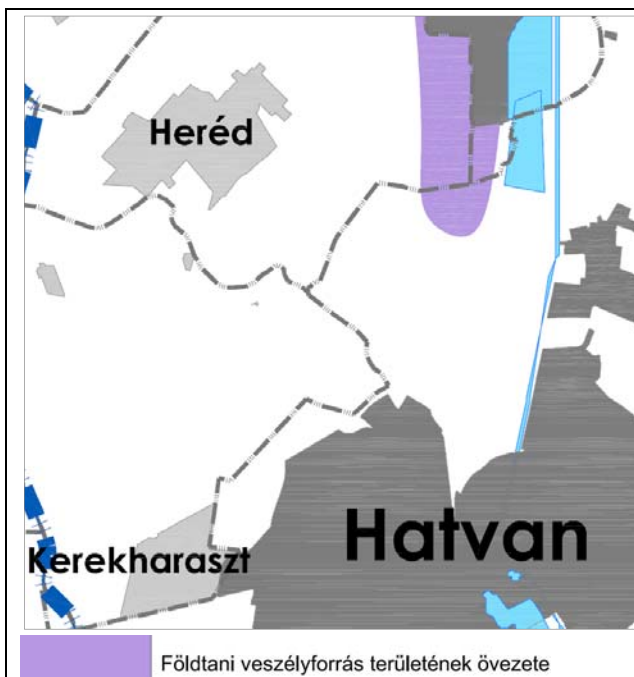 Heréd
Hatvan
Kerekharaszt
Földtani veszélyforrás területének övezete